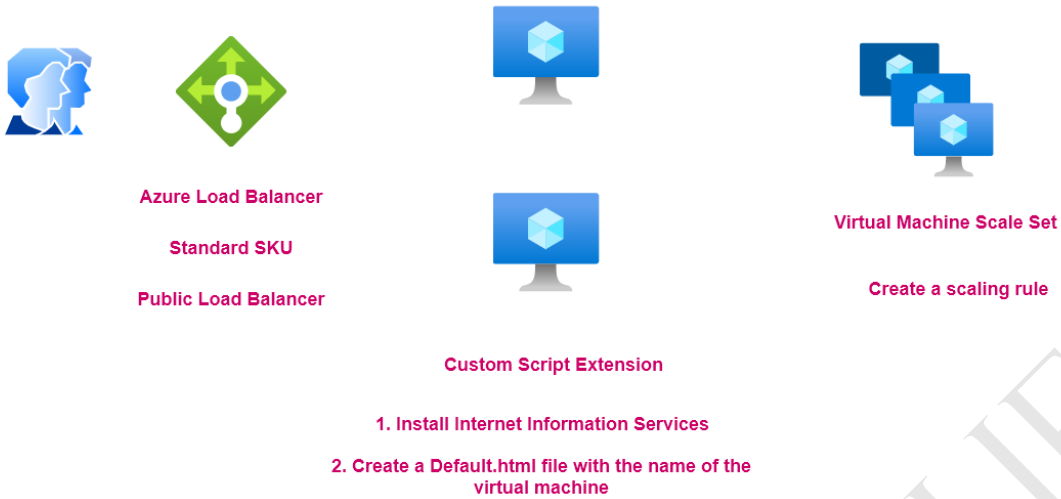 Azure Load Balancer
Standard SKU
Public Load Balancer
Virtual Machine Scale Set
Create a scaling rule
Custom Script Extension
1. Install Internet Information Services
2. Create a Default.html file with the name of the
virtual machine